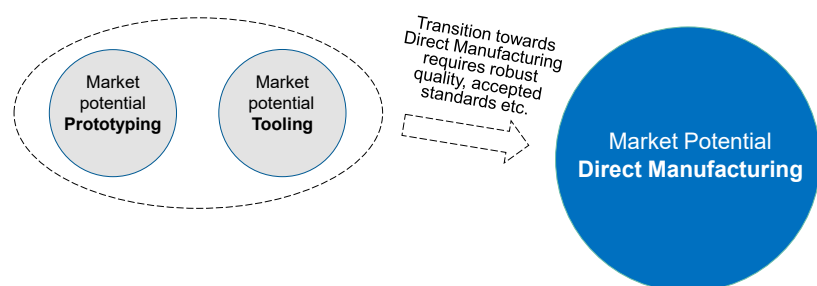 Market
potential
Prototyping
Market
potential
Tooling
Transition towards
Direct Manufacturing
requires robust
quality, accepted
standards etc.
Market Potential
Direct Manufacturing